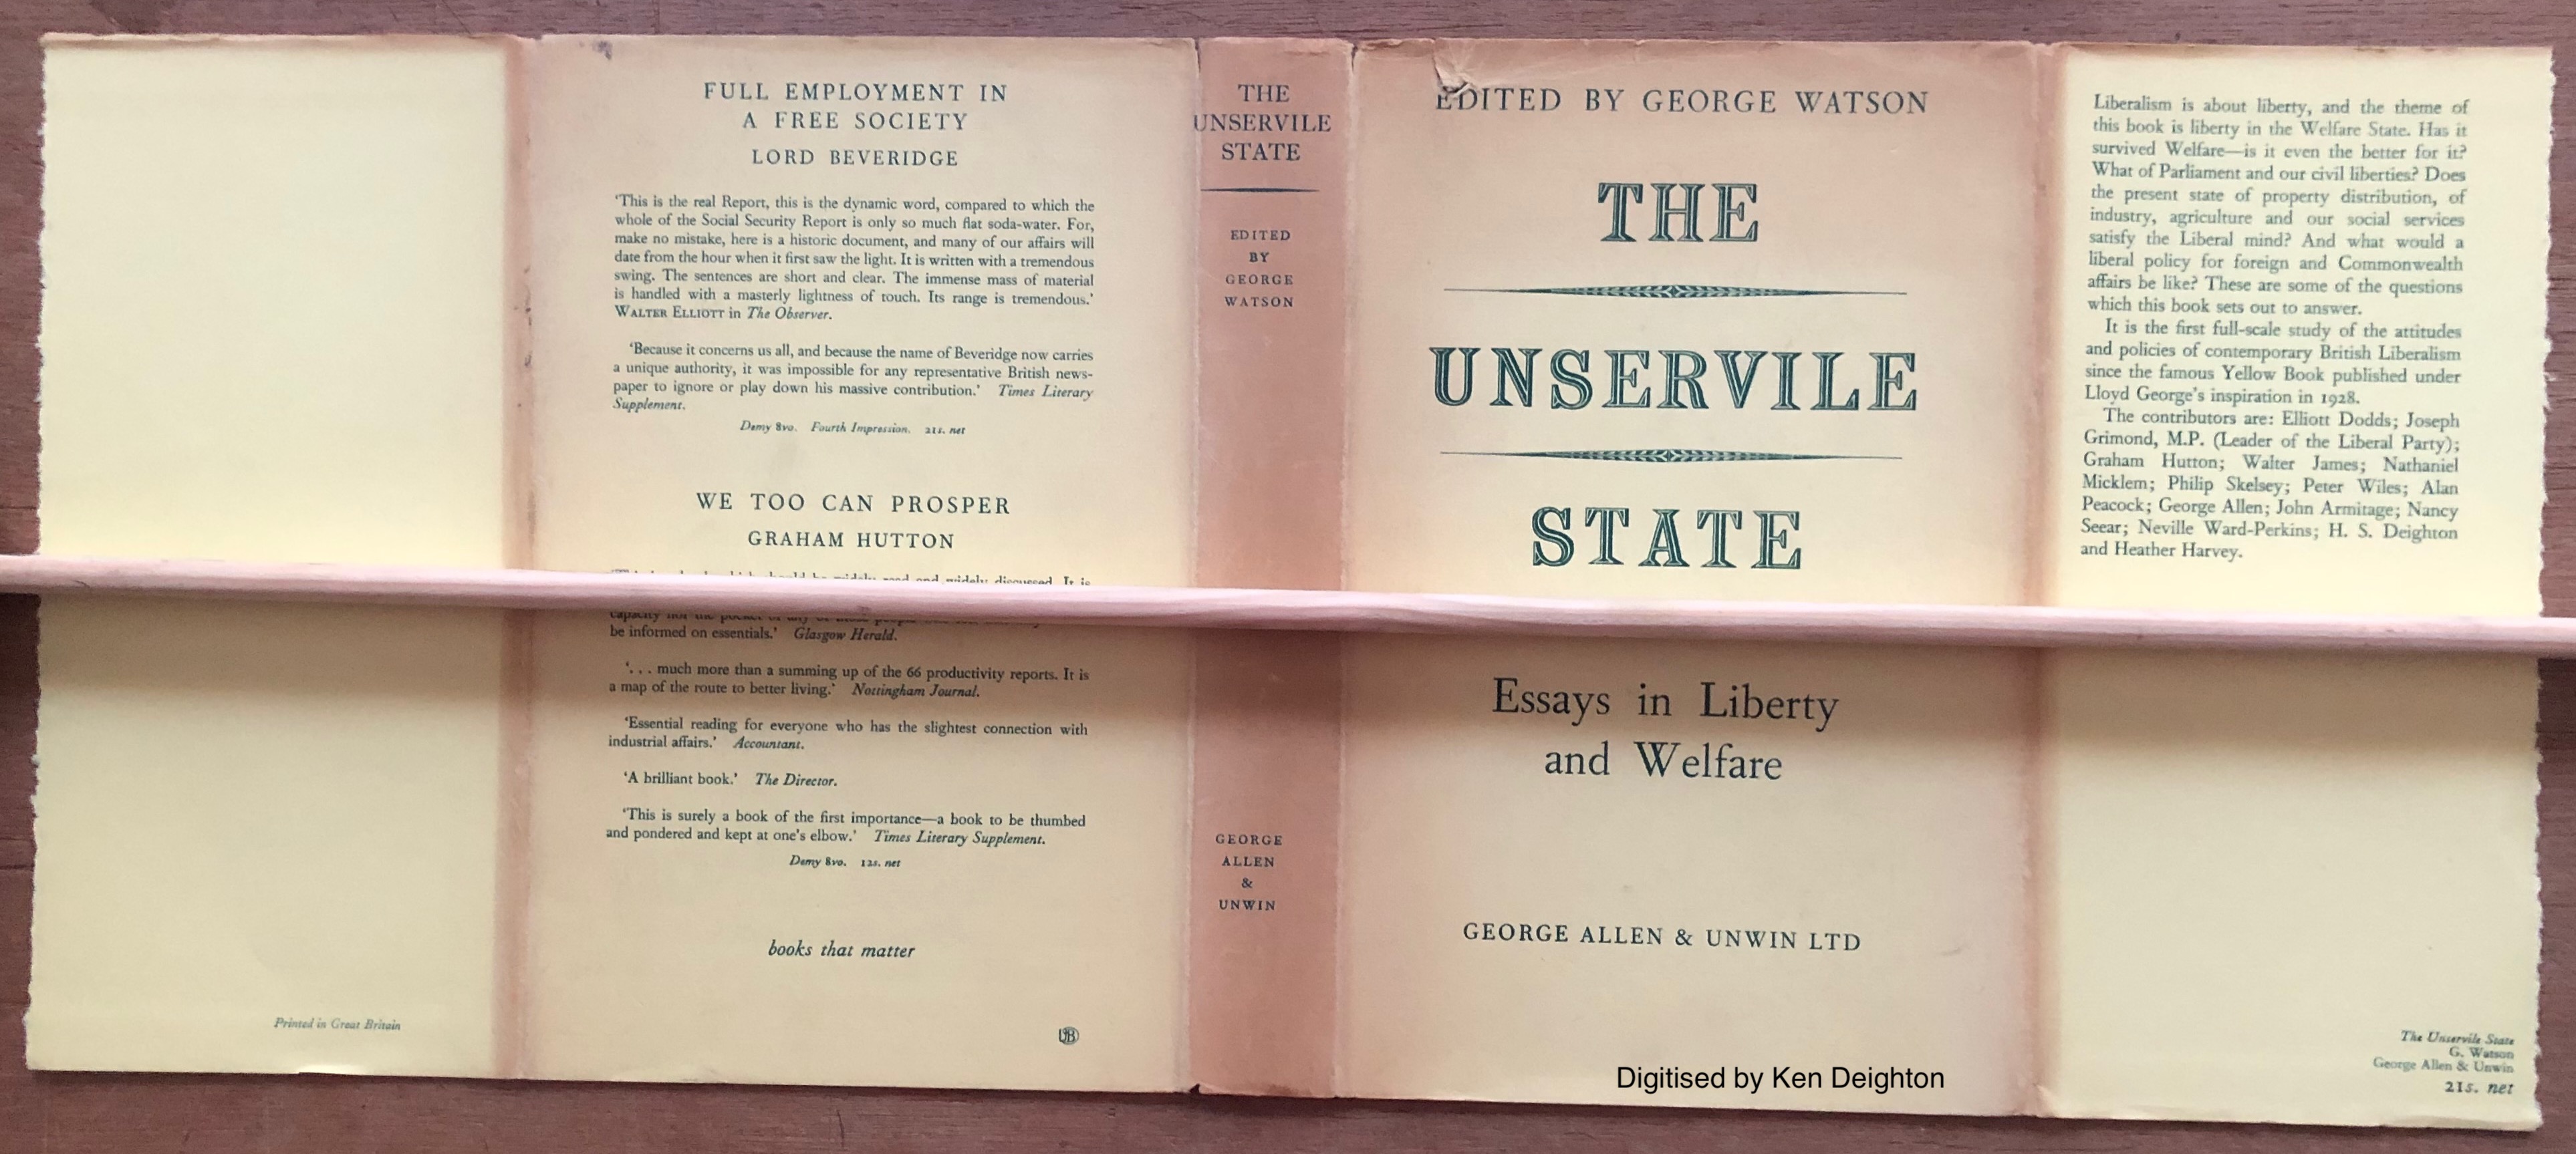 FULL EMPLOYMENT IN
A FREE SOCIETY
LORD BEVERIDGE
'This is the real Report, this is the dynamic word, compared to which the
whole of the Social Security Report is only so much flat soda-water. For,
make no mistake, here is a historic document, and many of our affairs will
date from the hour when it first saw the light. It is written with a tremendous
swing. The sentences are short and clear. The immense mass of material
is handled with a masterly lightness of touch. Its range is tremendous.'
WALTER ELLIOTT in The Observer.
'Because it concerns us all, and because the name of Beveridge now carries
a unique authority, it was impossible for any representative British news-
paper to ignore or play down his massive contribution.' Times Literary
Supplement.
Demy 8vo. Fourth Impression. 21s. net
WE TOO CAN PROSPER
GRAHAM HUTTON
be widely read and widely discussed. It is
capacity nor the pocket of any of those people
be informed on essentials.' Glasgow Herald.
'. . . much more than a summing up of the 66 productivity reports. It is
a map of the route to better living.' Nottingham Journal.
'Essential reading for everyone who has the slightest connection with
industrial affairs.' Accountant.
'A brilliant book.' The Director.
'This is surely a book of the first importance—a book to be thumbed
and pondered and kept at one's elbow.' Times Literary Supplement.
Demy 8vo. 12s. net
books that matter
Printed in Great Britain
THE
UNSERVILE
STATE
EDITED
BY
GEORGE
WATSON
GEORGE
ALLEN
&
UNWIN
EDITED BY GEORGE WATSON
THE
UNSERVILE
STATE
Essays in Liberty
and Welfare
GEORGE ALLEN & UNWIN LTD
Digitised by Ken Deighton
Liberalism is about liberty, and the theme of
this book is liberty in the Welfare State. Has it
survived Welfare—is it even the better for it?
What of Parliament and our civil liberties? Does
the present state of property distribution, of
industry, agriculture and our social services
satisfy the Liberal mind? And what would a
liberal policy for foreign and Commonwealth
affairs be like? These are some of the questions
which this book sets out to answer.
It is the first full-scale study of the attitudes
and policies of contemporary British Liberalism
since the famous Yellow Book published under
Lloyd George's inspiration in 1928.
The contributors are: Elliott Dodds; Joseph
Grimond, M.P. (Leader of the Liberal Party);
Graham Hutton; Walter James; Nathaniel
Micklem; Philip Skelsey; Peter Wiles; Alan
Peacock; George Allen; John Armitage; Nancy
Seear; Neville Ward-Perkins; H. S. Deighton
and Heather Harvey.
The Unservile State
G. Watson
George Allen & Unwin
21s. net